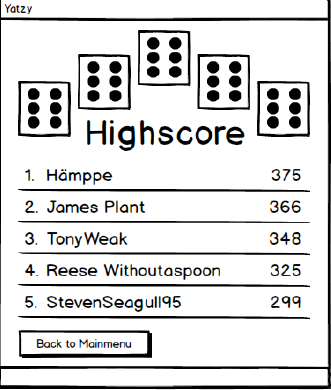 Yatzy
Highscore
1. Hämppe 375
2. James Plant 366
3. TonyWeak 348
4. Reese Withoutaspoon 325
5. StevenSeagull95 299
Back to Mainmenu